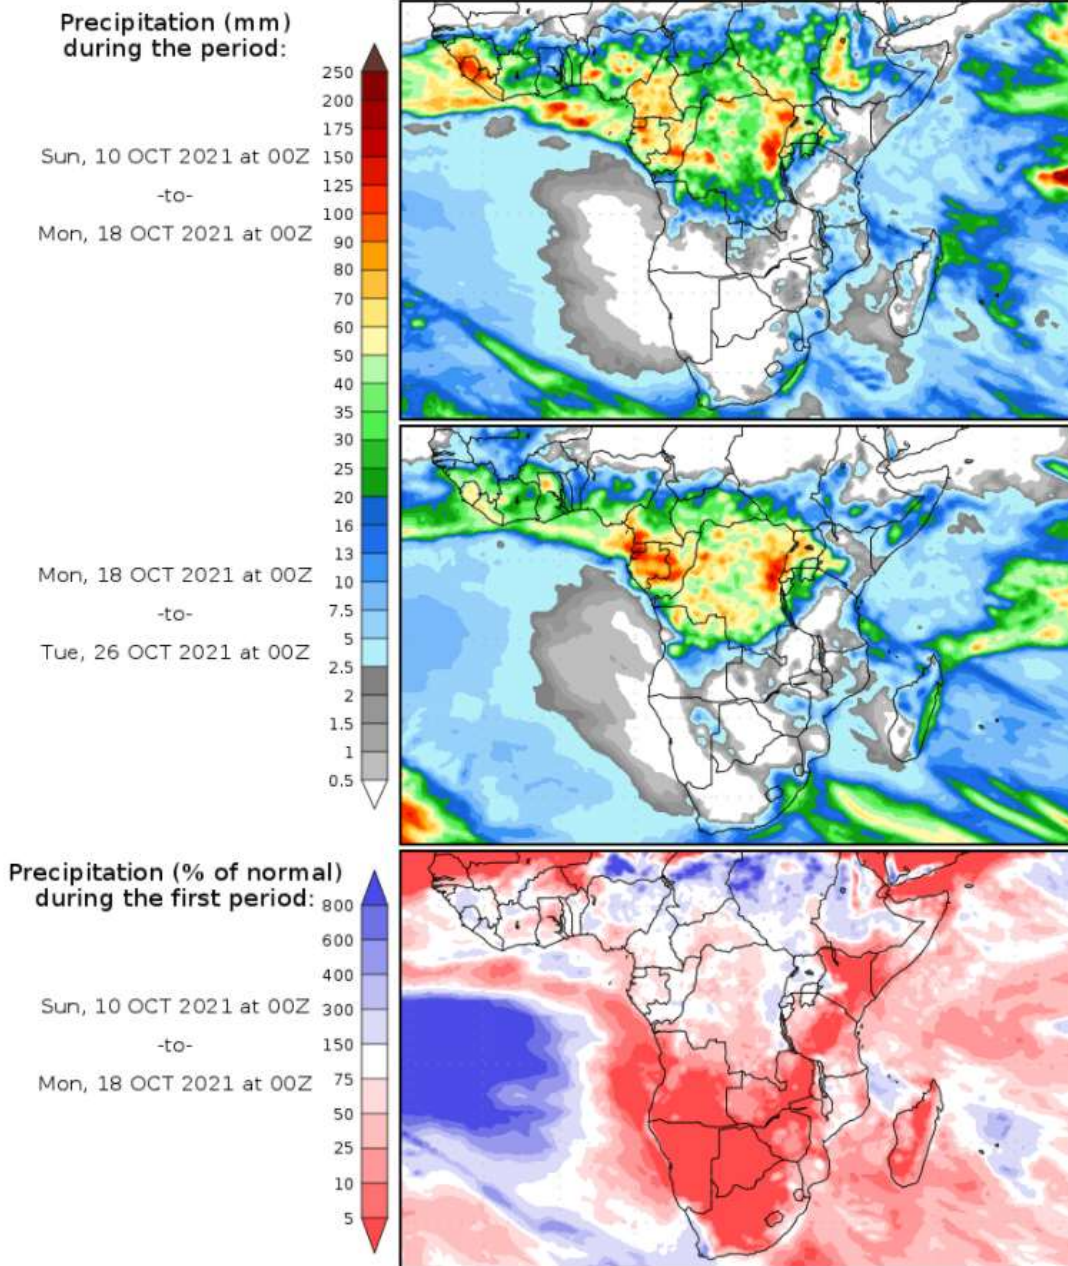 Precipitation (mm)
during the period:
250
200
175
Sun, 10 OCT 2021 at 00Z
150
-to-
125
Mon, 18 OCT 2021 at 00Z
100
90
80
70
60
50
40
35
30
25
20
16
13
Mon, 18 OCT 2021 at 00Z
10
-to-
7.5
5
Tue, 26 OCT 2021 at 00Z
2.5
2
1.5
1
0.5
Precipitation (% of normal)
during the first period:
800
600
400
Sun, 10 OCT 2021 at 00Z
300
-to-
150
Mon, 18 OCT 2021 at 00Z
75
50
25
10
5